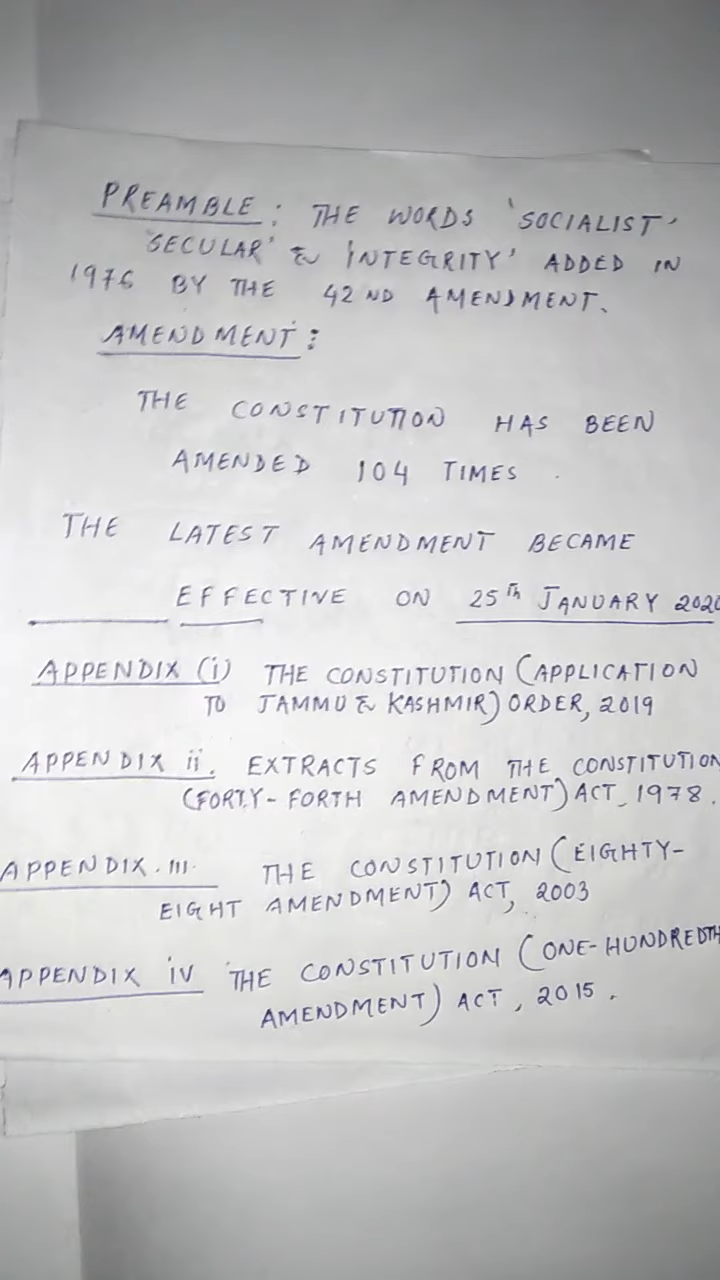 PREAMBLE : THE WORDS 'SOCIALIST'
'SECULAR' & 'INTEGRITY' ADDED IN
1976 BY THE 42 ND AMENDMENT.
AMENDMENT :
THE CONSTITUTION HAS BEEN
AMENDED 104 TIMES .
THE LATEST AMENDMENT BECAME
EFFECTIVE ON 25th JANUARY 2020
APPENDIX (i) THE CONSTITUTION (APPLICATION
TO JAMMU & KASHMIR) ORDER, 2019
APPENDIX ii. EXTRACTS FROM THE CONSTITUTION
(FORTY-FORTH AMENDMENT) ACT, 1978.
APPENDIX.III. THE CONSTITUTION (EIGHTY-
EIGHT AMENDMENT) ACT, 2003
APPENDIX iV THE CONSTITUTION (ONE-HUNDREDTH
AMENDMENT) ACT, 2015.